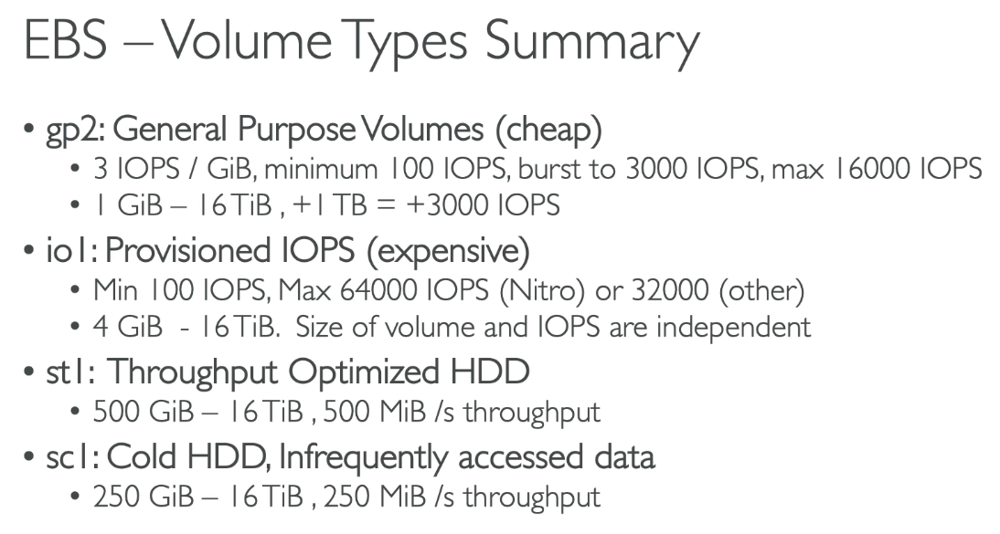 EBS – Volume Types Summary
• gp2: General Purpose Volumes (cheap)
• 3 IOPS / GiB, minimum 100 IOPS, burst to 3000 IOPS, max 16000 IOPS
• 1 GiB – 16 TiB , +1 TB = +3000 IOPS
• io1: Provisioned IOPS (expensive)
• Min 100 IOPS, Max 64000 IOPS (Nitro) or 32000 (other)
• 4 GiB - 16 TiB. Size of volume and IOPS are independent
• st1: Throughput Optimized HDD
• 500 GiB – 16 TiB , 500 MiB /s throughput
• sc1: Cold HDD, Infrequently accessed data
• 250 GiB – 16 TiB , 250 MiB /s throughput